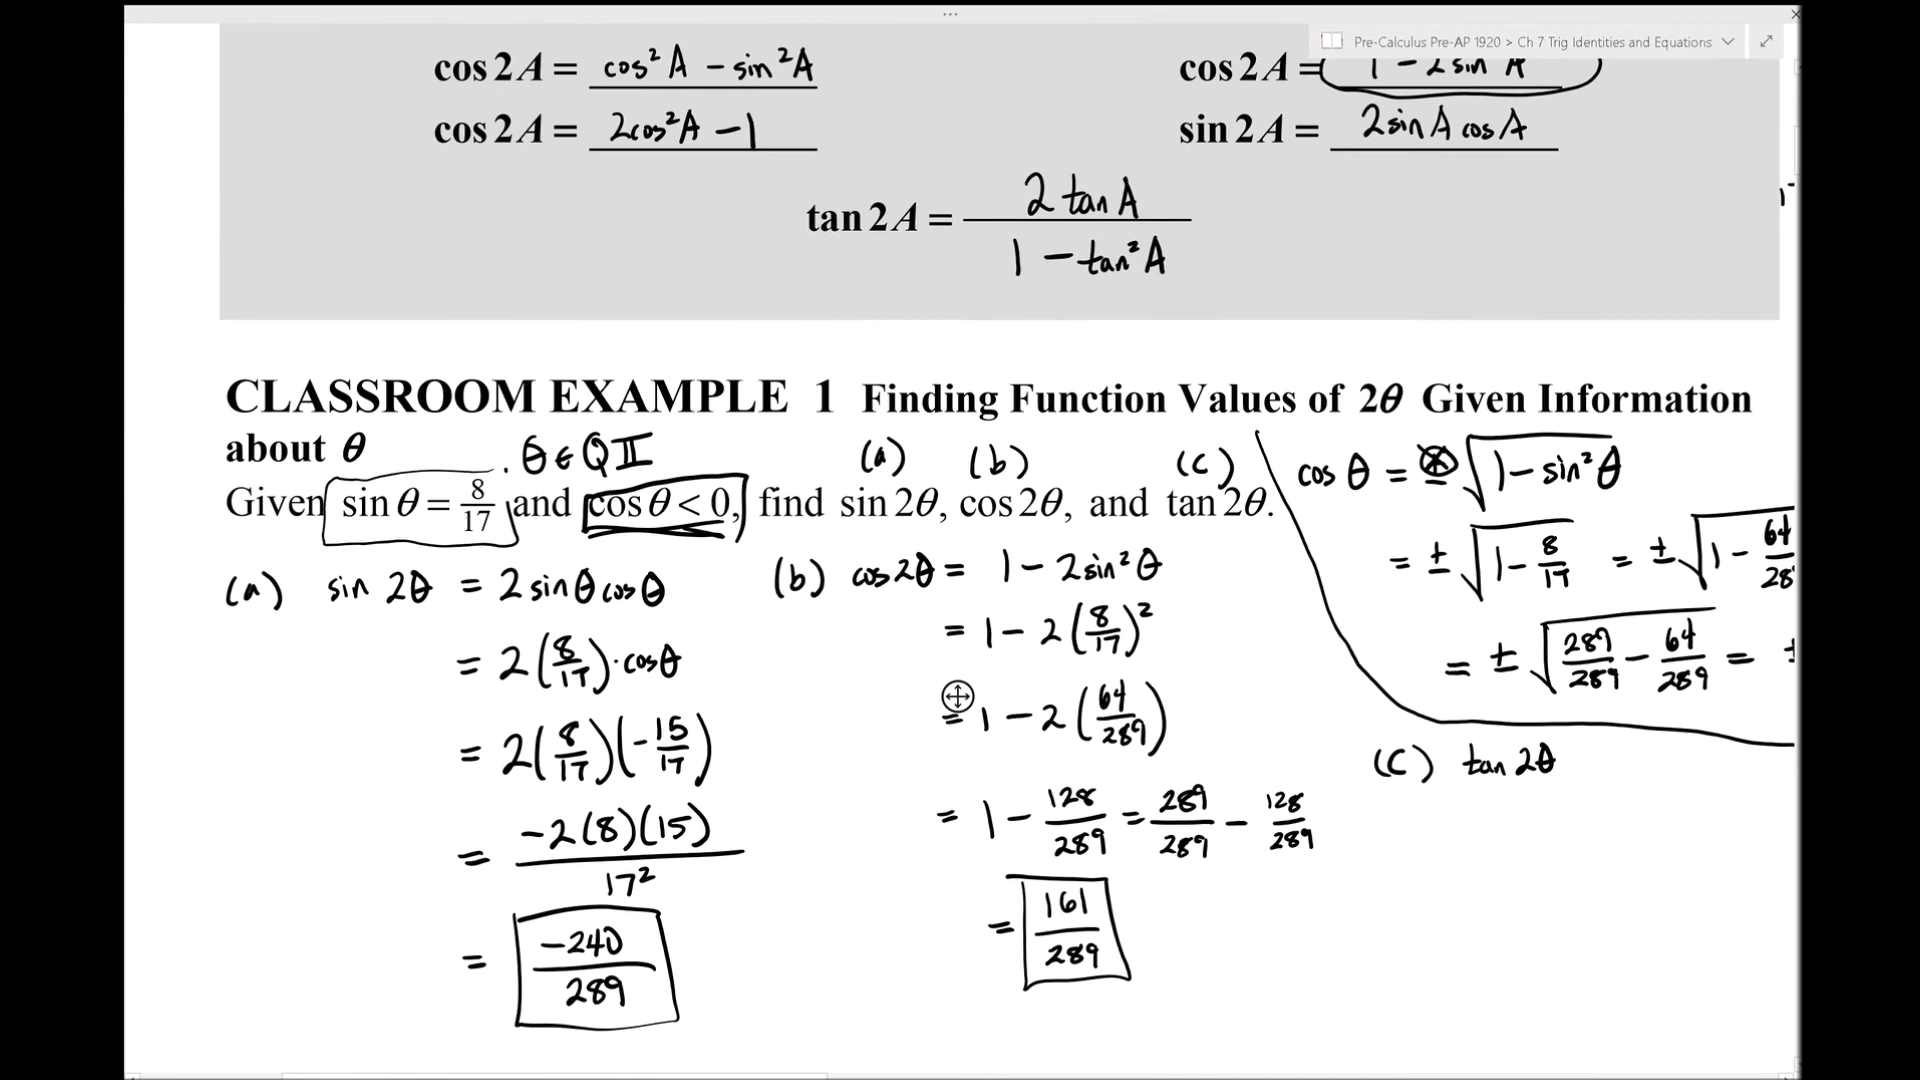 Pre-Calculus Pre-AP 1920 > Ch 7 Trig Identities and Equations
cos 2A = cos²A − sin²A
cos 2A = 1 − 2sin A
cos 2A = 2cos²A − 1
sin 2A = 2sin A cos A
tan 2A = 2 tan A / 1 − tan²A
CLASSROOM EXAMPLE 1 Finding Function Values of 2θ Given Information
about θ
. θ ∈ QII
(a) (b) (c)
Given sin θ = 8/17 and cos θ < 0, find sin 2θ, cos 2θ, and tan 2θ.
(a) sin 2θ = 2 sin θ cos θ
= 2(8/17)·cosθ
= 2(8/17)(−15/17)
= −2(8)(15) / 17²
= −240/289
(b) cos 2θ = 1 − 2sin²θ
= 1 − 2(8/17)²
= 1 − 2(64/289)
= 1 − 128/289 = 289/289 − 128/289
= 161/289
cos θ = ± √1 − sin²θ
= ± √1 − 8/17 = ± √1 − 64/28
= ± √289/289 − 64/289 = ±
(c) tan 2θ